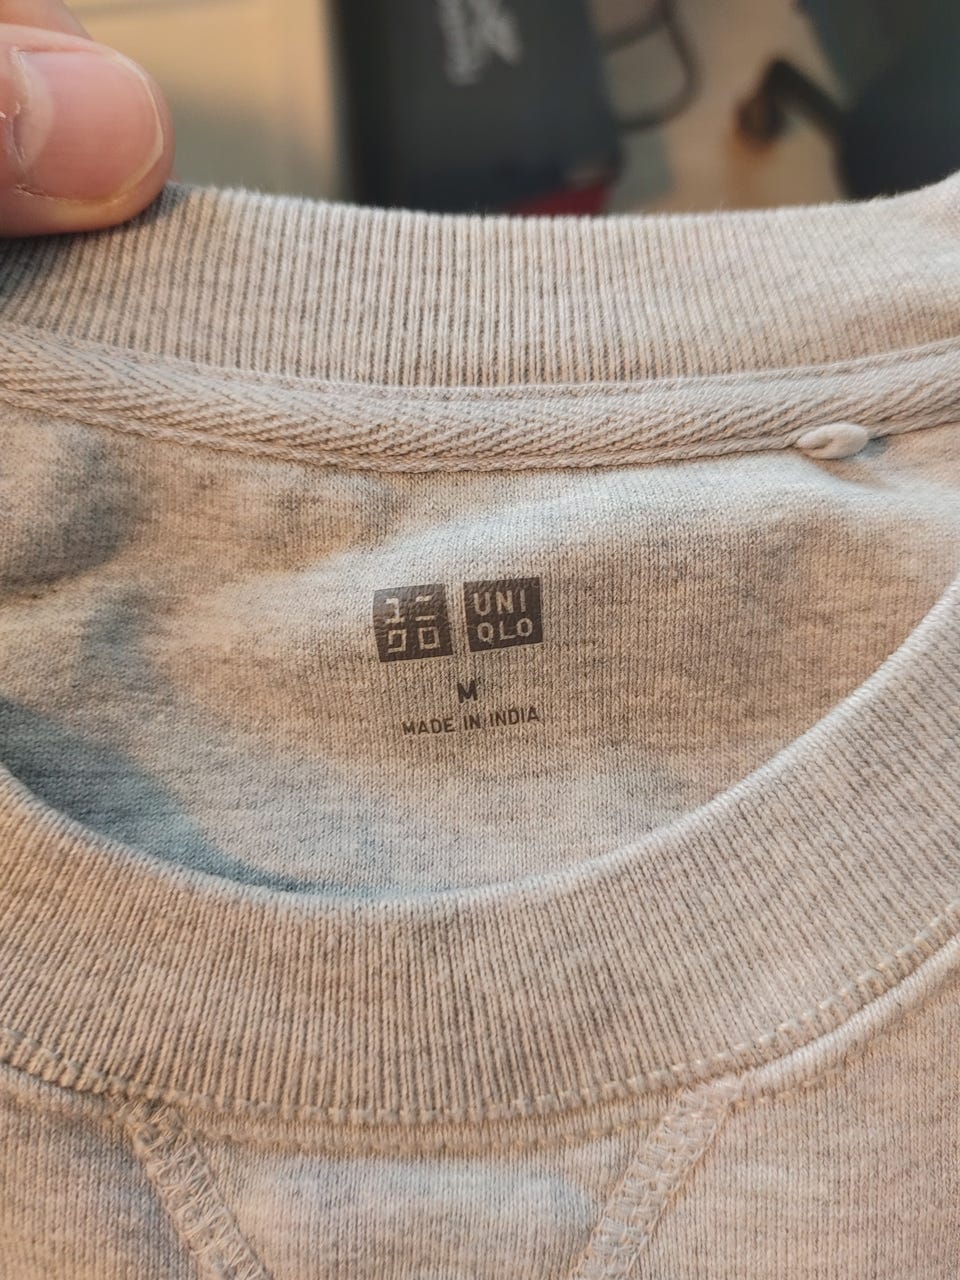 ユニ UNI
クロ QLO
M
MADE IN INDIA